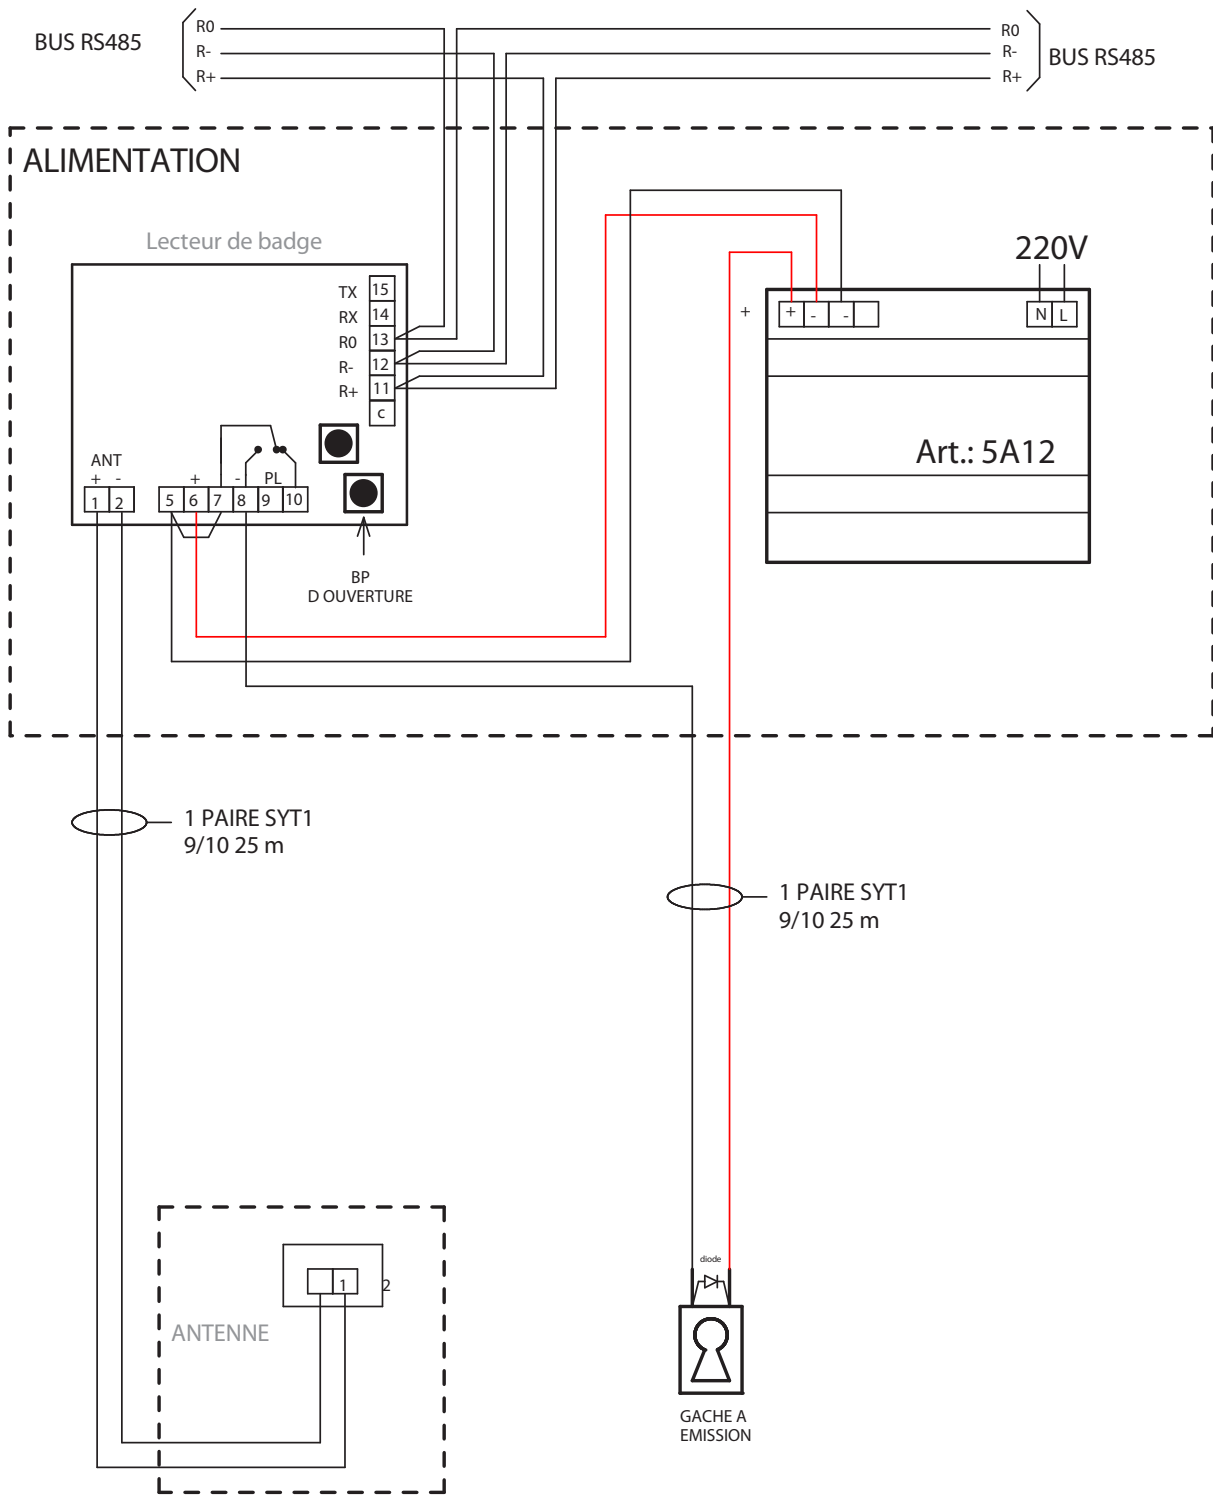 BUS RS485
R0
R-
R+
R0
R-
R+
BUS RS485
ALIMENTATION
Lecteur de badge
TX 15
RX 14
R0 13
R- 12
R+ 11
c
ANT
+ -
1 2
+ - PL
5 6 7 8 9 10
BP
D OUVERTURE
220V
+
+ - -
N L
Art.: 5A12
1 PAIRE SYT1
9/10 25 m
1 PAIRE SYT1
9/10 25 m
diode
1 2
ANTENNE
GACHE A
EMISSION